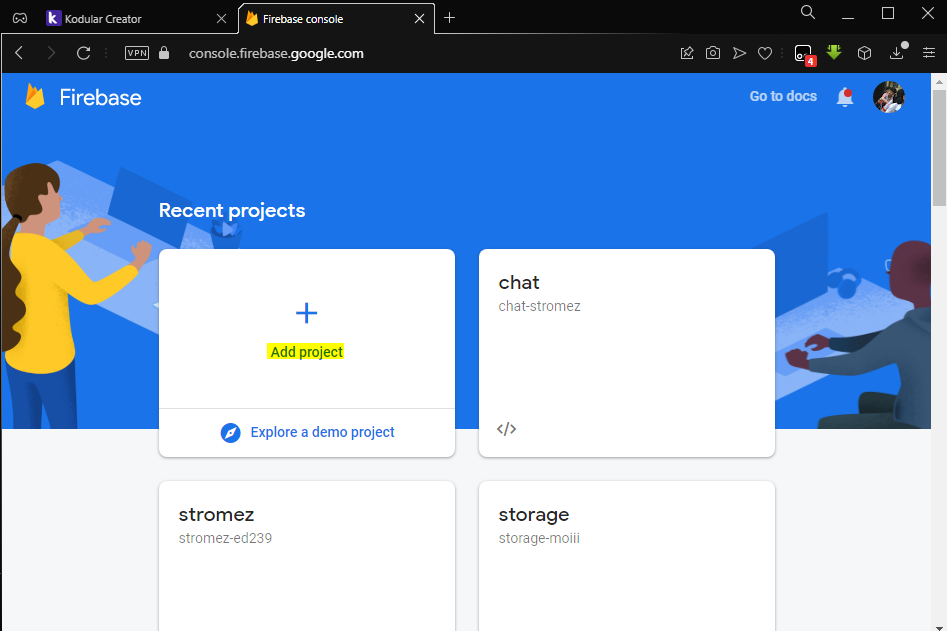 Kodular Creator
Firebase console
VPN
console.firebase.google.com
4
Firebase
Go to docs
Recent projects
Add project
Explore a demo project
chat
chat-stromez
</>
stromez
stromez-ed239
storage
storage-moiii